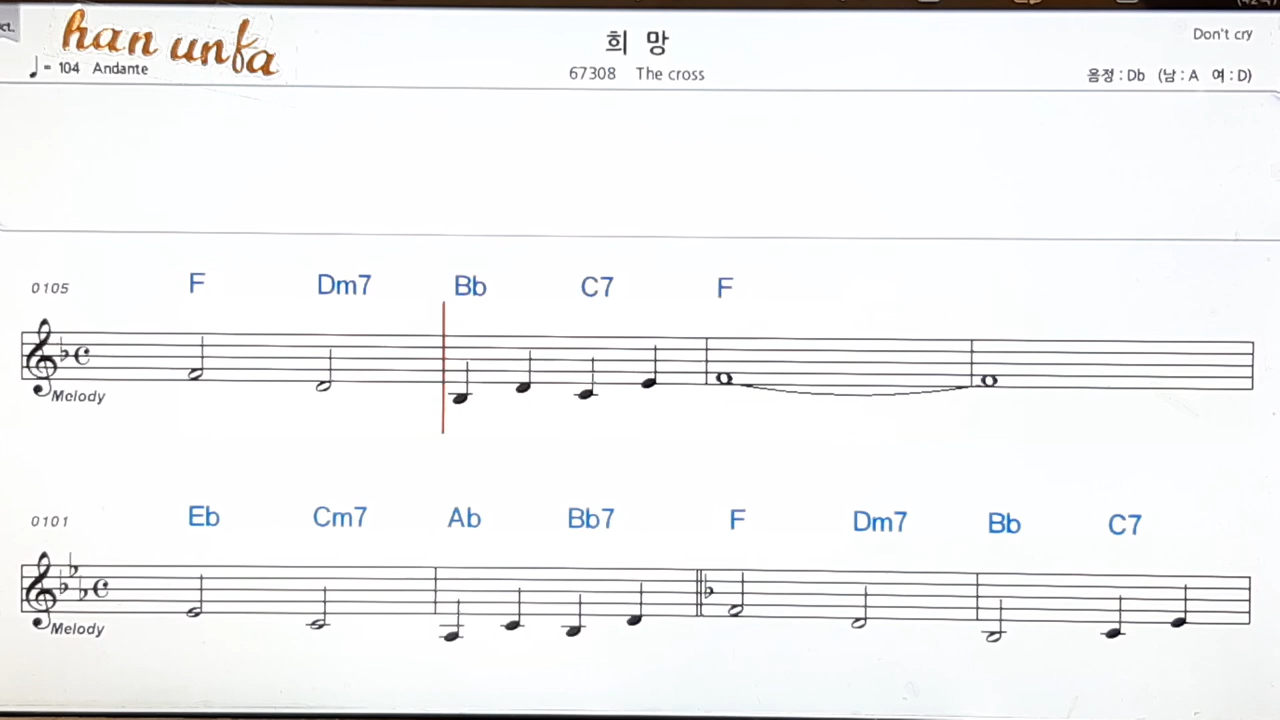 ct.
han unfa
♩= 104 Andante
희 망
67308 The cross
Don't cry
음정 : Db (남 : A 여 : D)
0105
F Dm7 Bb C7 F
Melody
0101
Eb Cm7 Ab Bb7 F Dm7 Bb C7
Melody